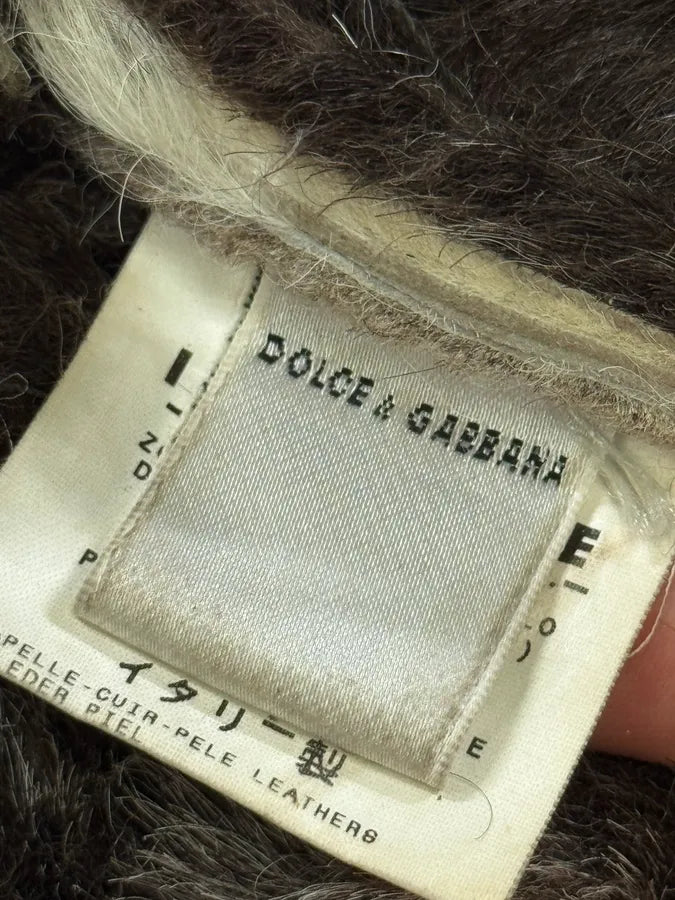 DOLCE & GABBANA
E
D
P
E
イタリー製
PELLE-CUIR-PELE LEATHERS
EDER PIEL